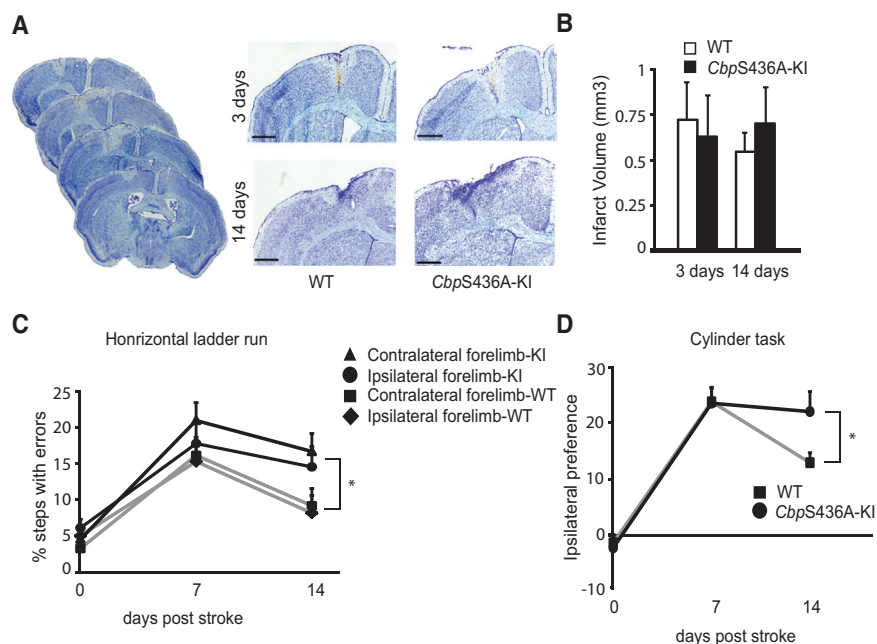 A
3 days
14 days
WT
CbpS436A-KI
B
WT
CbpS436A-KI
Infarct Volume (mm3)
1
0.75
0.5
0.25
0
3 days
14 days
C
Honrizontal ladder run
Contralateral forelimb-KI
Ipsilateral forelimb-KI
Contralateral forelimb-WT
Ipsilateral forelimb-WT
% steps with errors
25
20
15
10
5
0
*
0
7
14
days post stroke
D
Cylinder task
Ipsilateral preference
30
20
10
0
-10
*
WT
CbpS436A-KI
0
7
14
days post stroke